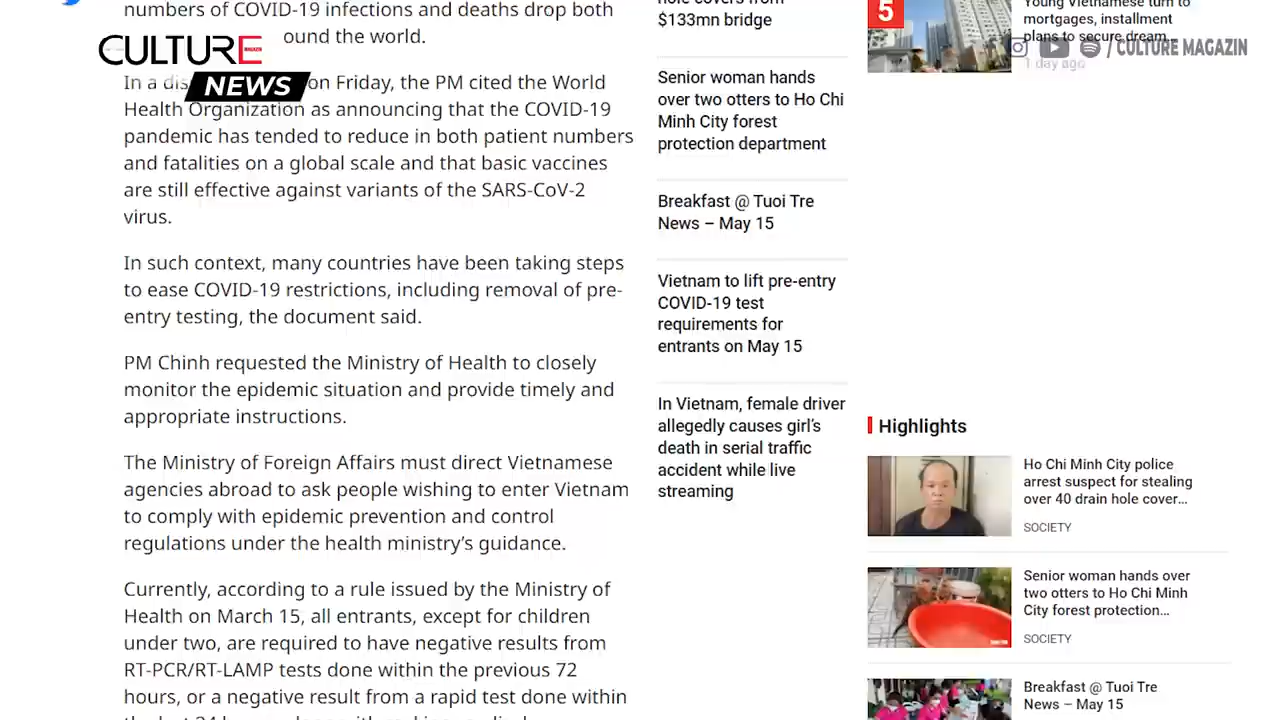 numbers of COVID-19 infections and deaths drop both
ound the world.
CULTURE
MAGAZIN
NEWS
In a dis
on Friday, the PM cited the World
Health Organization as announcing that the COVID-19
pandemic has tended to reduce in both patient numbers
and fatalities on a global scale and that basic vaccines
are still effective against variants of the SARS-CoV-2
virus.
In such context, many countries have been taking steps
to ease COVID-19 restrictions, including removal of pre-
entry testing, the document said.
PM Chinh requested the Ministry of Health to closely
monitor the epidemic situation and provide timely and
appropriate instructions.
The Ministry of Foreign Affairs must direct Vietnamese
agencies abroad to ask people wishing to enter Vietnam
to comply with epidemic prevention and control
regulations under the health ministry’s guidance.
Currently, according to a rule issued by the Ministry of
Health on March 15, all entrants, except for children
under two, are required to have negative results from
RT-PCR/RT-LAMP tests done within the previous 72
hours, or a negative result from a rapid test done within
hole covers from
$133mn bridge
Senior woman hands
over two otters to Ho Chi
Minh City forest
protection department
Breakfast @ Tuoi Tre
News – May 15
Vietnam to lift pre-entry
COVID-19 test
requirements for
entrants on May 15
In Vietnam, female driver
allegedly causes girl’s
death in serial traffic
accident while live
streaming
5
Young Vietnamese turn to
mortgages, installment
plans to secure dream
/ CULTURE MAGAZIN
1 day ago
Highlights
Ho Chi Minh City police
arrest suspect for stealing
over 40 drain hole cover…
SOCIETY
Senior woman hands over
two otters to Ho Chi Minh
City forest protection…
SOCIETY
Breakfast @ Tuoi Tre
News – May 15